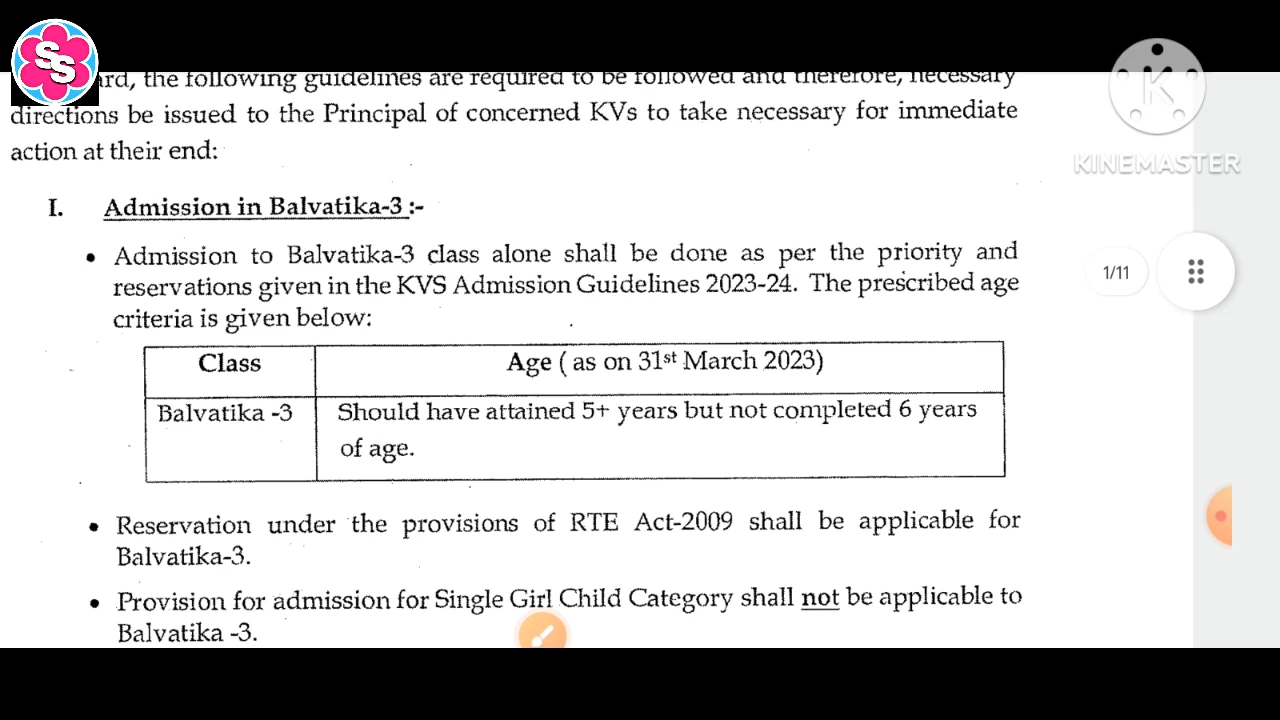 SS
ard, the following guidelines are required to be followed and therefore, necessary
directions be issued to the Principal of concerned KVs to take necessary for immediate
action at their end:
KINEMASTER
I. Admission in Balvatika-3 :-
• Admission to Balvatika-3 class alone shall be done as per the priority and
reservations given in the KVS Admission Guidelines 2023-24. The prescribed age
criteria is given below:
1/11
Class Age ( as on 31st March 2023)
Balvatika -3 Should have attained 5+ years but not completed 6 years
of age.
• Reservation under the provisions of RTE Act-2009 shall be applicable for
Balvatika-3.
• Provision for admission for Single Girl Child Category shall not be applicable to
Balvatika -3.